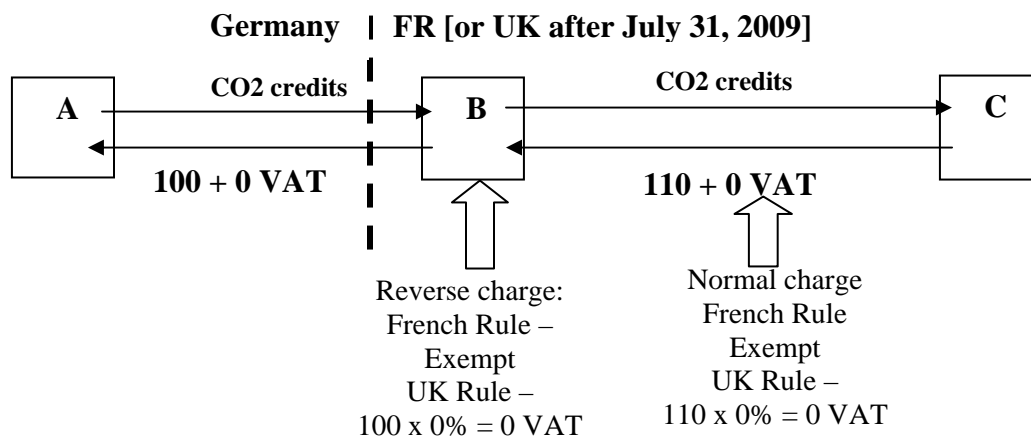 Germany FR [or UK after July 31, 2009]
A CO2 credits B CO2 credits C
100 + 0 VAT 110 + 0 VAT
Reverse charge:
French Rule –
Exempt
UK Rule –
100 x 0% = 0 VAT
Normal charge
French Rule
Exempt
UK Rule –
110 x 0% = 0 VAT